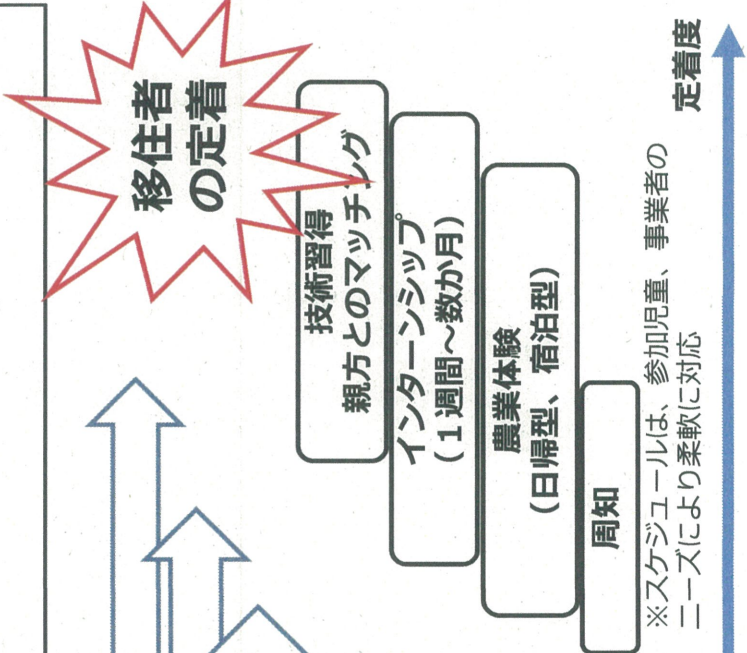 移住者
の定着
技術習得
親方とのマッチング
インターンシップ
（１週間～数か月）
農業体験
（日帰型、宿泊型）
周知
※スケジュールは、参加児童、事業者の
ニーズにより柔軟に対応
定着度